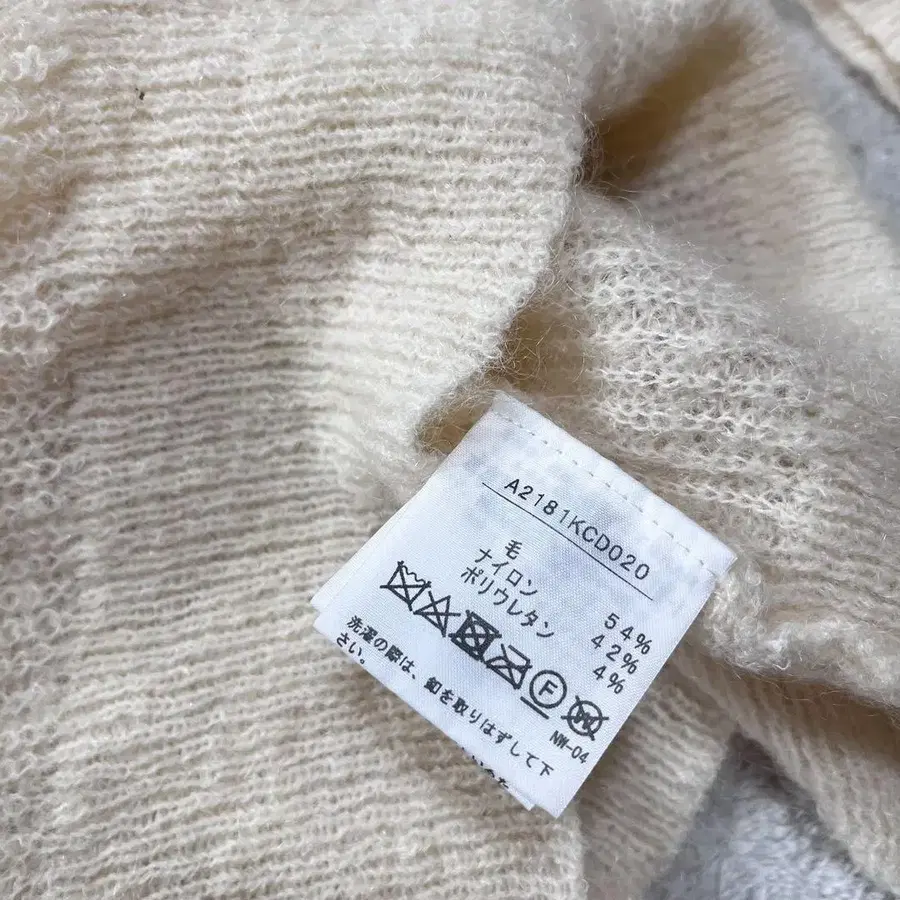 A2181KCD020
毛 54%
ナイロン 42%
ポリウレタン 4%
F
W
NW-04
洗濯の際は、釦を取りはずして下
さい。